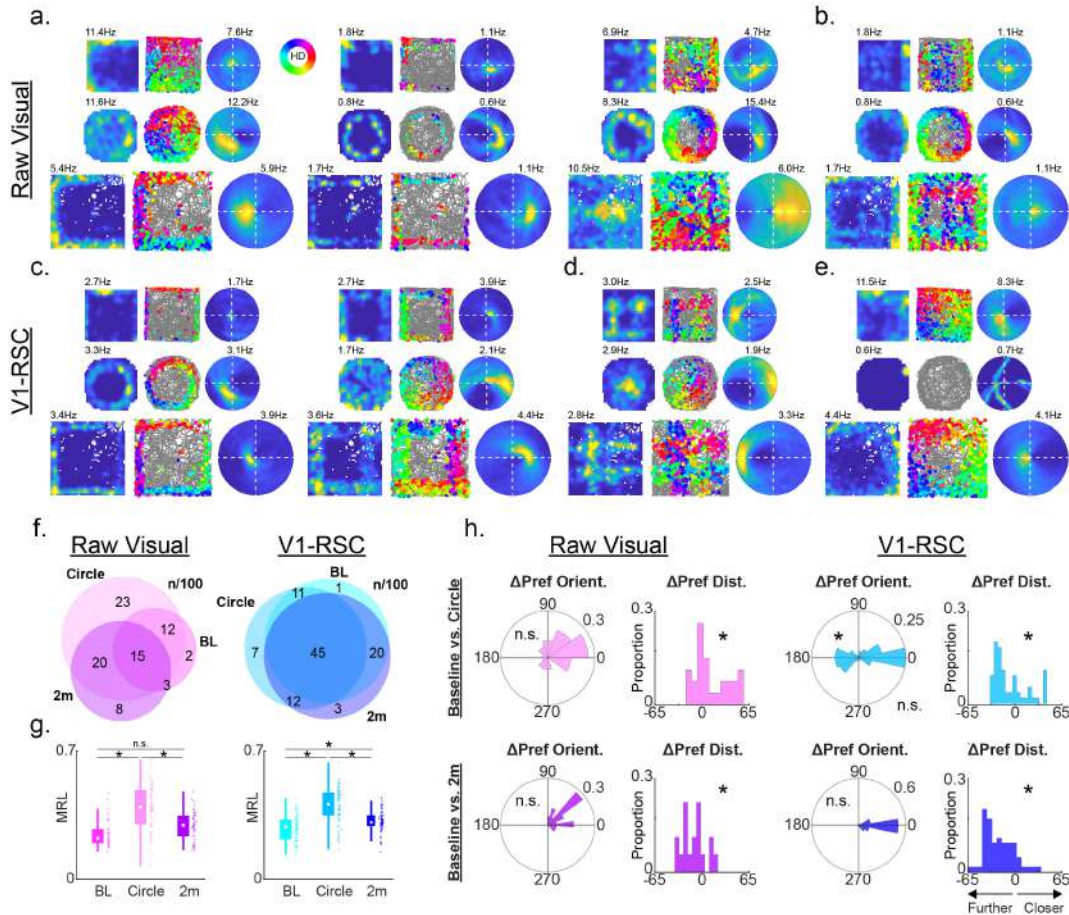 a.
b.
11.4Hz 7.6Hz HD 1.8Hz 1.1Hz 6.9Hz 4.7Hz 1.8Hz 1.1Hz
11.6Hz 12.2Hz 0.8Hz 0.6Hz 8.3Hz 15.4Hz 0.8Hz 0.6Hz
5.4Hz 5.9Hz 1.7Hz 1.1Hz 10.5Hz 6.0Hz 1.7Hz 1.1Hz
Raw Visual
c.
d.
e.
2.7Hz 1.7Hz 2.7Hz 3.9Hz 3.0Hz 2.5Hz 11.5Hz 8.3Hz
3.3Hz 3.1Hz 1.7Hz 2.1Hz 2.9Hz 1.9Hz 0.6Hz 0.7Hz
3.4Hz 3.9Hz 3.6Hz 4.4Hz 2.8Hz 3.3Hz 4.4Hz 4.1Hz
V1-RSC
f.
Raw Visual
V1-RSC
Circle
n/100
23
12
BL
20
15
2
3
2m
8
BL
n/100
Circle
11
1
7
45
20
12
3
2m
g.
0.7
MRL
0
n.s.
* *
BL Circle 2m
0.7
MRL
0
*
* *
BL Circle 2m
h.
Raw Visual
V1-RSC
Baseline vs. Circle
ΔPref Orient.
90
0.3
n.s.
180
0
270
ΔPref Dist.
0.3
Proportion
0
*
-65 0 65
ΔPref Orient.
90
0.25
*
180
0
270
n.s.
ΔPref Dist.
0.3
Proportion
0
*
-65 0 65
Baseline vs. 2m
ΔPref Orient.
90
0.3
n.s.
180
0
270
ΔPref Dist.
0.3
Proportion
0
*
-65 0 65
ΔPref Orient.
90
0.6
n.s.
180
0
270
ΔPref Dist.
0.3
Proportion
0
*
-65 0 65
Further Closer